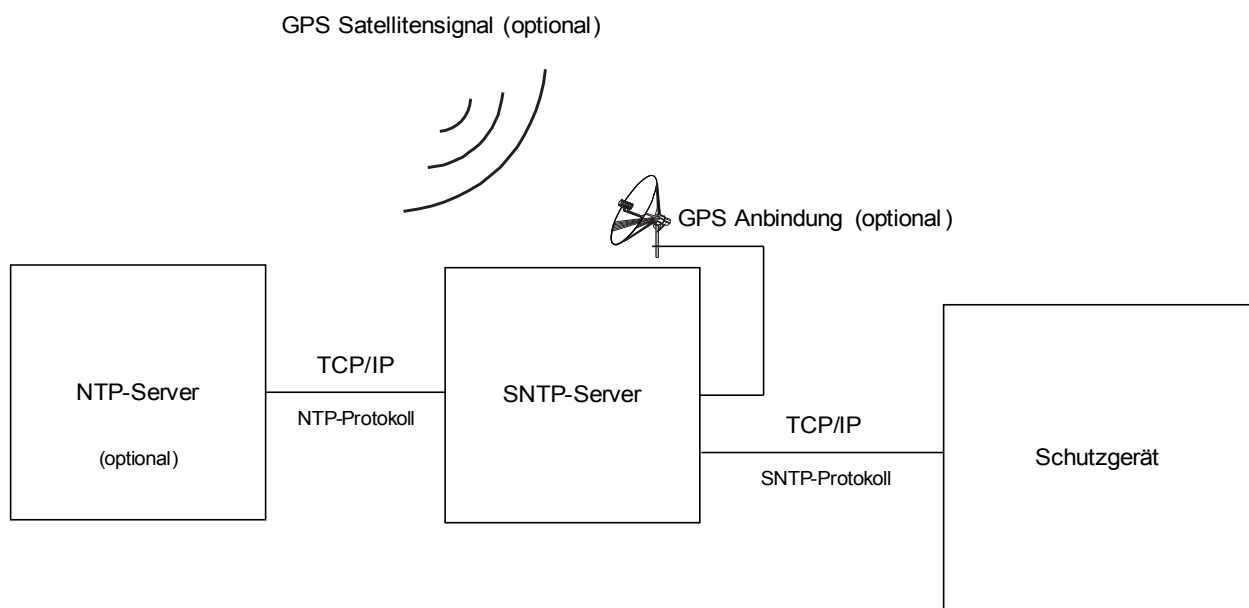 GPS Satellitensignal (optional)
GPS Anbindung (optional)
NTP-Server
(optional)
TCP/IP
NTP-Protokoll
SNTP-Server
TCP/IP
SNTP-Protokoll
Schutzgerät